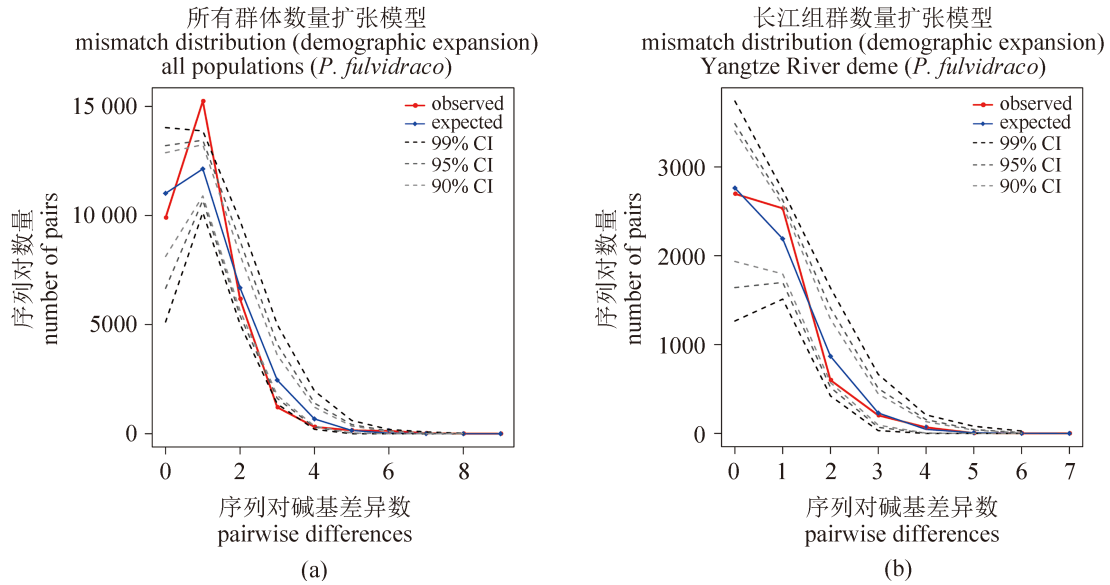 所有群体数量扩张模型
mismatch distribution (demographic expansion)
all populations (P. fulvidraco)
15 000
10 000
5000
0
序列对数量
number of pairs
observed
expected
99% CI
95% CI
90% CI
0 2 4 6 8
序列对碱基差异数
pairwise differences
(a)
长江组群数量扩张模型
mismatch distribution (demographic expansion)
Yangtze River deme (P. fulvidraco)
3000
2000
1000
0
序列对数量
number of pairs
observed
expected
99% CI
95% CI
90% CI
0 1 2 3 4 5 6 7
序列对碱基差异数
pairwise differences
(b)